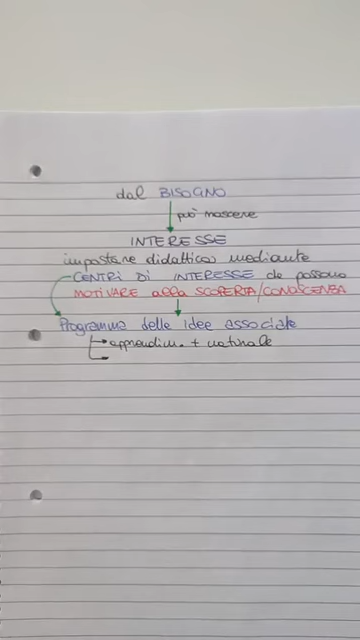 dal BISOGNO
può nascere
INTERESSE
impostare didattica mediante
CENTRI DI INTERESSE che possono
MOTIVARE alla SCOPERTA/CONOSCENZA
Programma delle idee associate
apprendim. + naturale